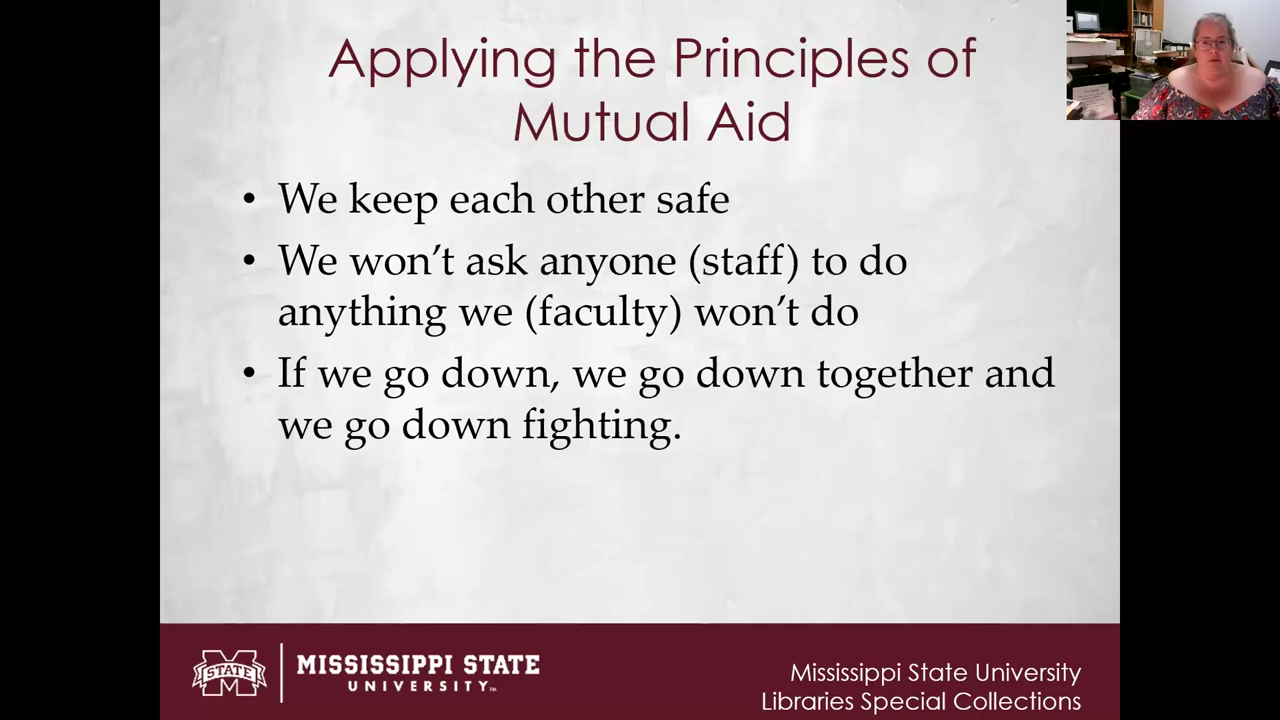 Applying the Principles of
Mutual Aid
• We keep each other safe
• We won't ask anyone (staff) to do
anything we (faculty) won't do
• If we go down, we go down together and
we go down fighting.
STATE
MISSISSIPPI STATE
UNIVERSITY™
Mississippi State University
Libraries Special Collections